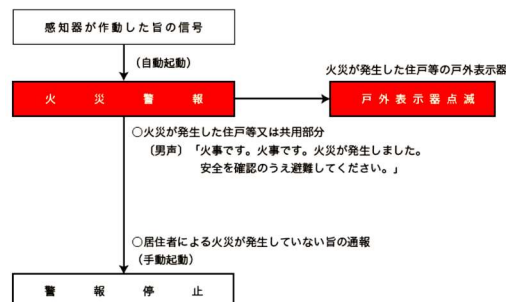 感知器が作動した旨の信号
（自動起動）
火災が発生した住戸等の戸外表示器
火災警報
戸外表示器点滅
○火災が発生した住戸等又は共用部分
〔男声〕「火事です。火事です。火災が発生しました。
安全を確認のうえ避難してください。」
○居住者による火災が発生していない旨の通報
（手動起動）
警報停止